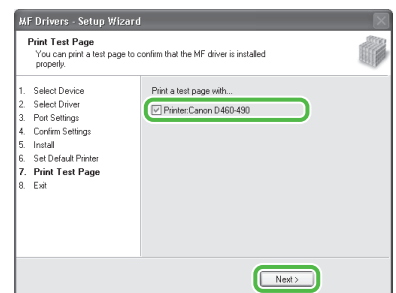 MF Drivers - Setup Wizard
Print Test Page
You can print a test page to confirm that the MF driver is installed
properly.
1. Select Device
2. Select Driver
3. Port Settings
4. Confirm Settings
5. Install
6. Set Default Printer
7. Print Test Page
8. Exit
Print a test page with...
Printer:Canon D460-490
Next >